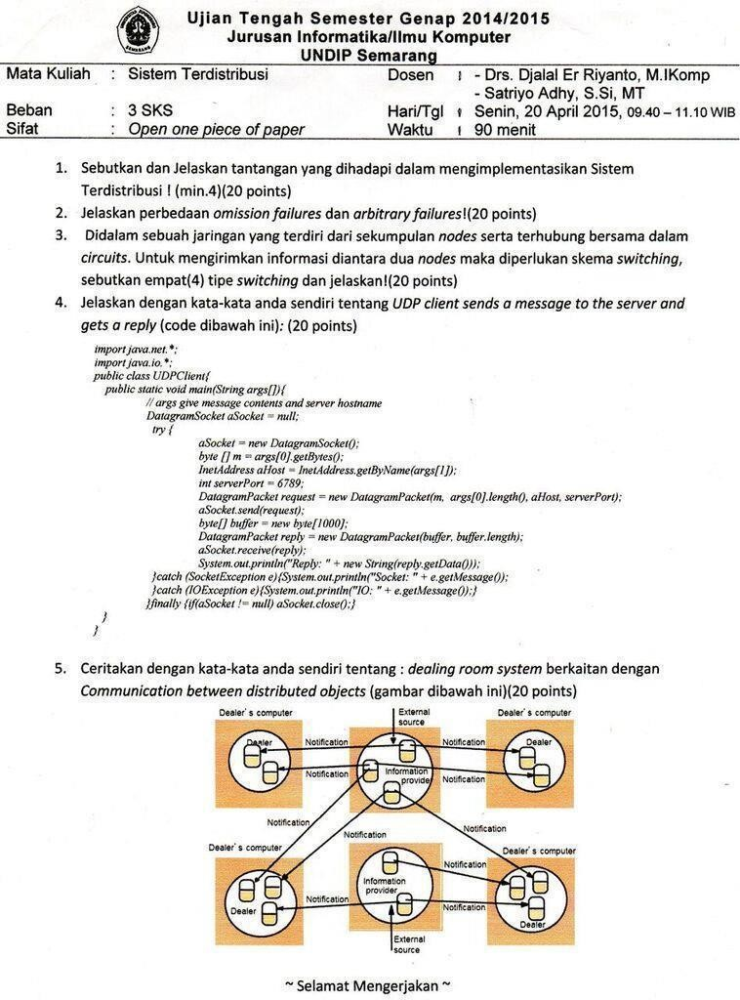 Ujian Tengah Semester Genap 2014/2015
Jurusan Informatika/Ilmu Komputer
UNDIP Semarang
Mata Kuliah : Sistem Terdistribusi Dosen : - Drs. Djalal Er Riyanto, M.IKomp
- Satriyo Adhy, S.Si, MT
Beban : 3 SKS Hari/Tgl : Senin, 20 April 2015, 09.40 – 11.10 WIB
Sifat : Open one piece of paper Waktu : 90 menit
1. Sebutkan dan Jelaskan tantangan yang dihadapi dalam mengimplementasikan Sistem
Terdistribusi ! (min.4)(20 points)
2. Jelaskan perbedaan omission failures dan arbitrary failures!(20 points)
3. Didalam sebuah jaringan yang terdiri dari sekumpulan nodes serta terhubung bersama dalam
circuits. Untuk mengirimkan informasi diantara dua nodes maka diperlukan skema switching,
sebutkan empat(4) tipe switching dan jelaskan!(20 points)
4. Jelaskan dengan kata-kata anda sendiri tentang UDP client sends a message to the server and
gets a reply (code dibawah ini): (20 points)
import java.net.*;
import java.io.*;
public class UDPClient{
public static void main(String args[]){
// args give message contents and server hostname
DatagramSocket aSocket = null;
try {
aSocket = new DatagramSocket();
byte [] m = args[0].getBytes();
InetAddress aHost = InetAddress.getByName(args[1]);
int serverPort = 6789;
DatagramPacket request = new DatagramPacket(m, args[0].length(), aHost, serverPort);
aSocket.send(request);
byte[] buffer = new byte[1000];
DatagramPacket reply = new DatagramPacket(buffer, buffer.length);
aSocket.receive(reply);
System.out.println("Reply: " + new String(reply.getData()));
}catch (SocketException e){System.out.println("Socket: " + e.getMessage());
}catch (IOException e){System.out.println("IO: " + e.getMessage());}
}finally {if(aSocket != null) aSocket.close();}
}
}
5. Ceritakan dengan kata-kata anda sendiri tentang : dealing room system berkaitan dengan
Communication between distributed objects (gambar dibawah ini)(20 points)
Dealer's computer
External
source
Dealer's computer
Dealer
Notification
Notification
Dealer
Notification
Information
provider
Notification
Notification
Notification
Notification
Dealer's computer
Dealer's computer
Notification
Information
provider
Dealer
Notification
Notification
Dealer
External
source
~ Selamat Mengerjakan ~